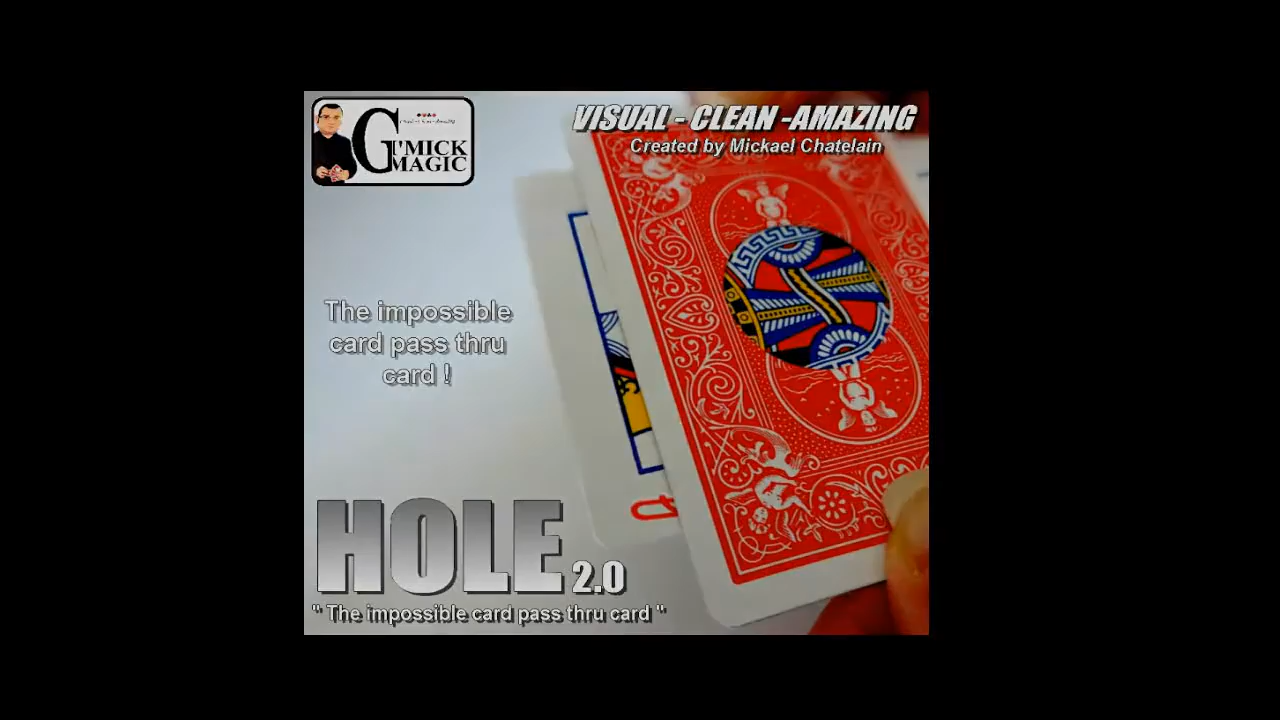 G I'MICK
MAGIC
VISUAL - CLEAN -AMAZING
Created by Mickael Chatelain
The impossible
card pass thru
card !
HOLE 2.0
" The impossible card pass thru card "